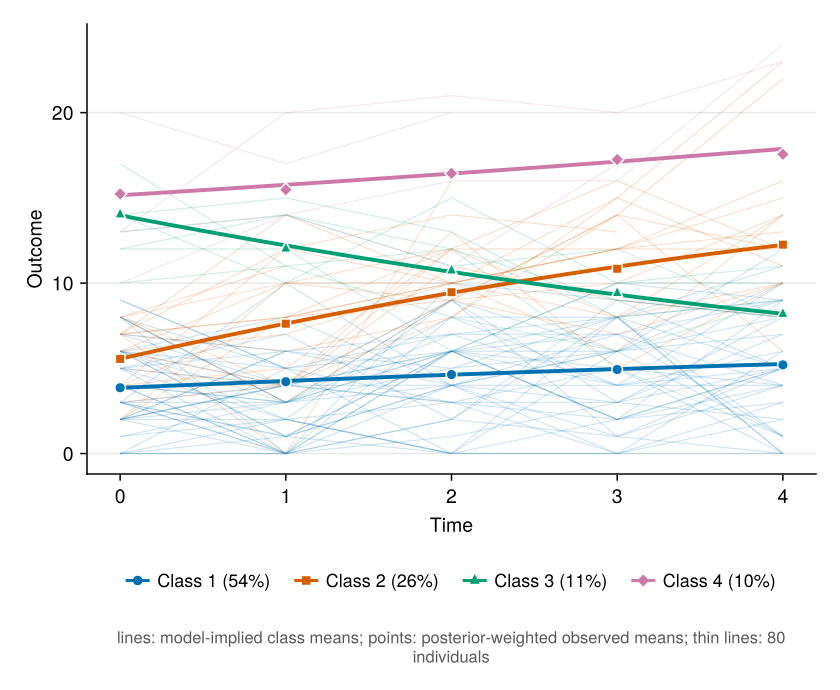 20
10
0
Outcome
0 1 2 3 4
Time
Class 1 (54%) Class 2 (26%) Class 3 (11%) Class 4 (10%)
lines: model-implied class means; points: posterior-weighted observed means; thin lines: 80
individuals